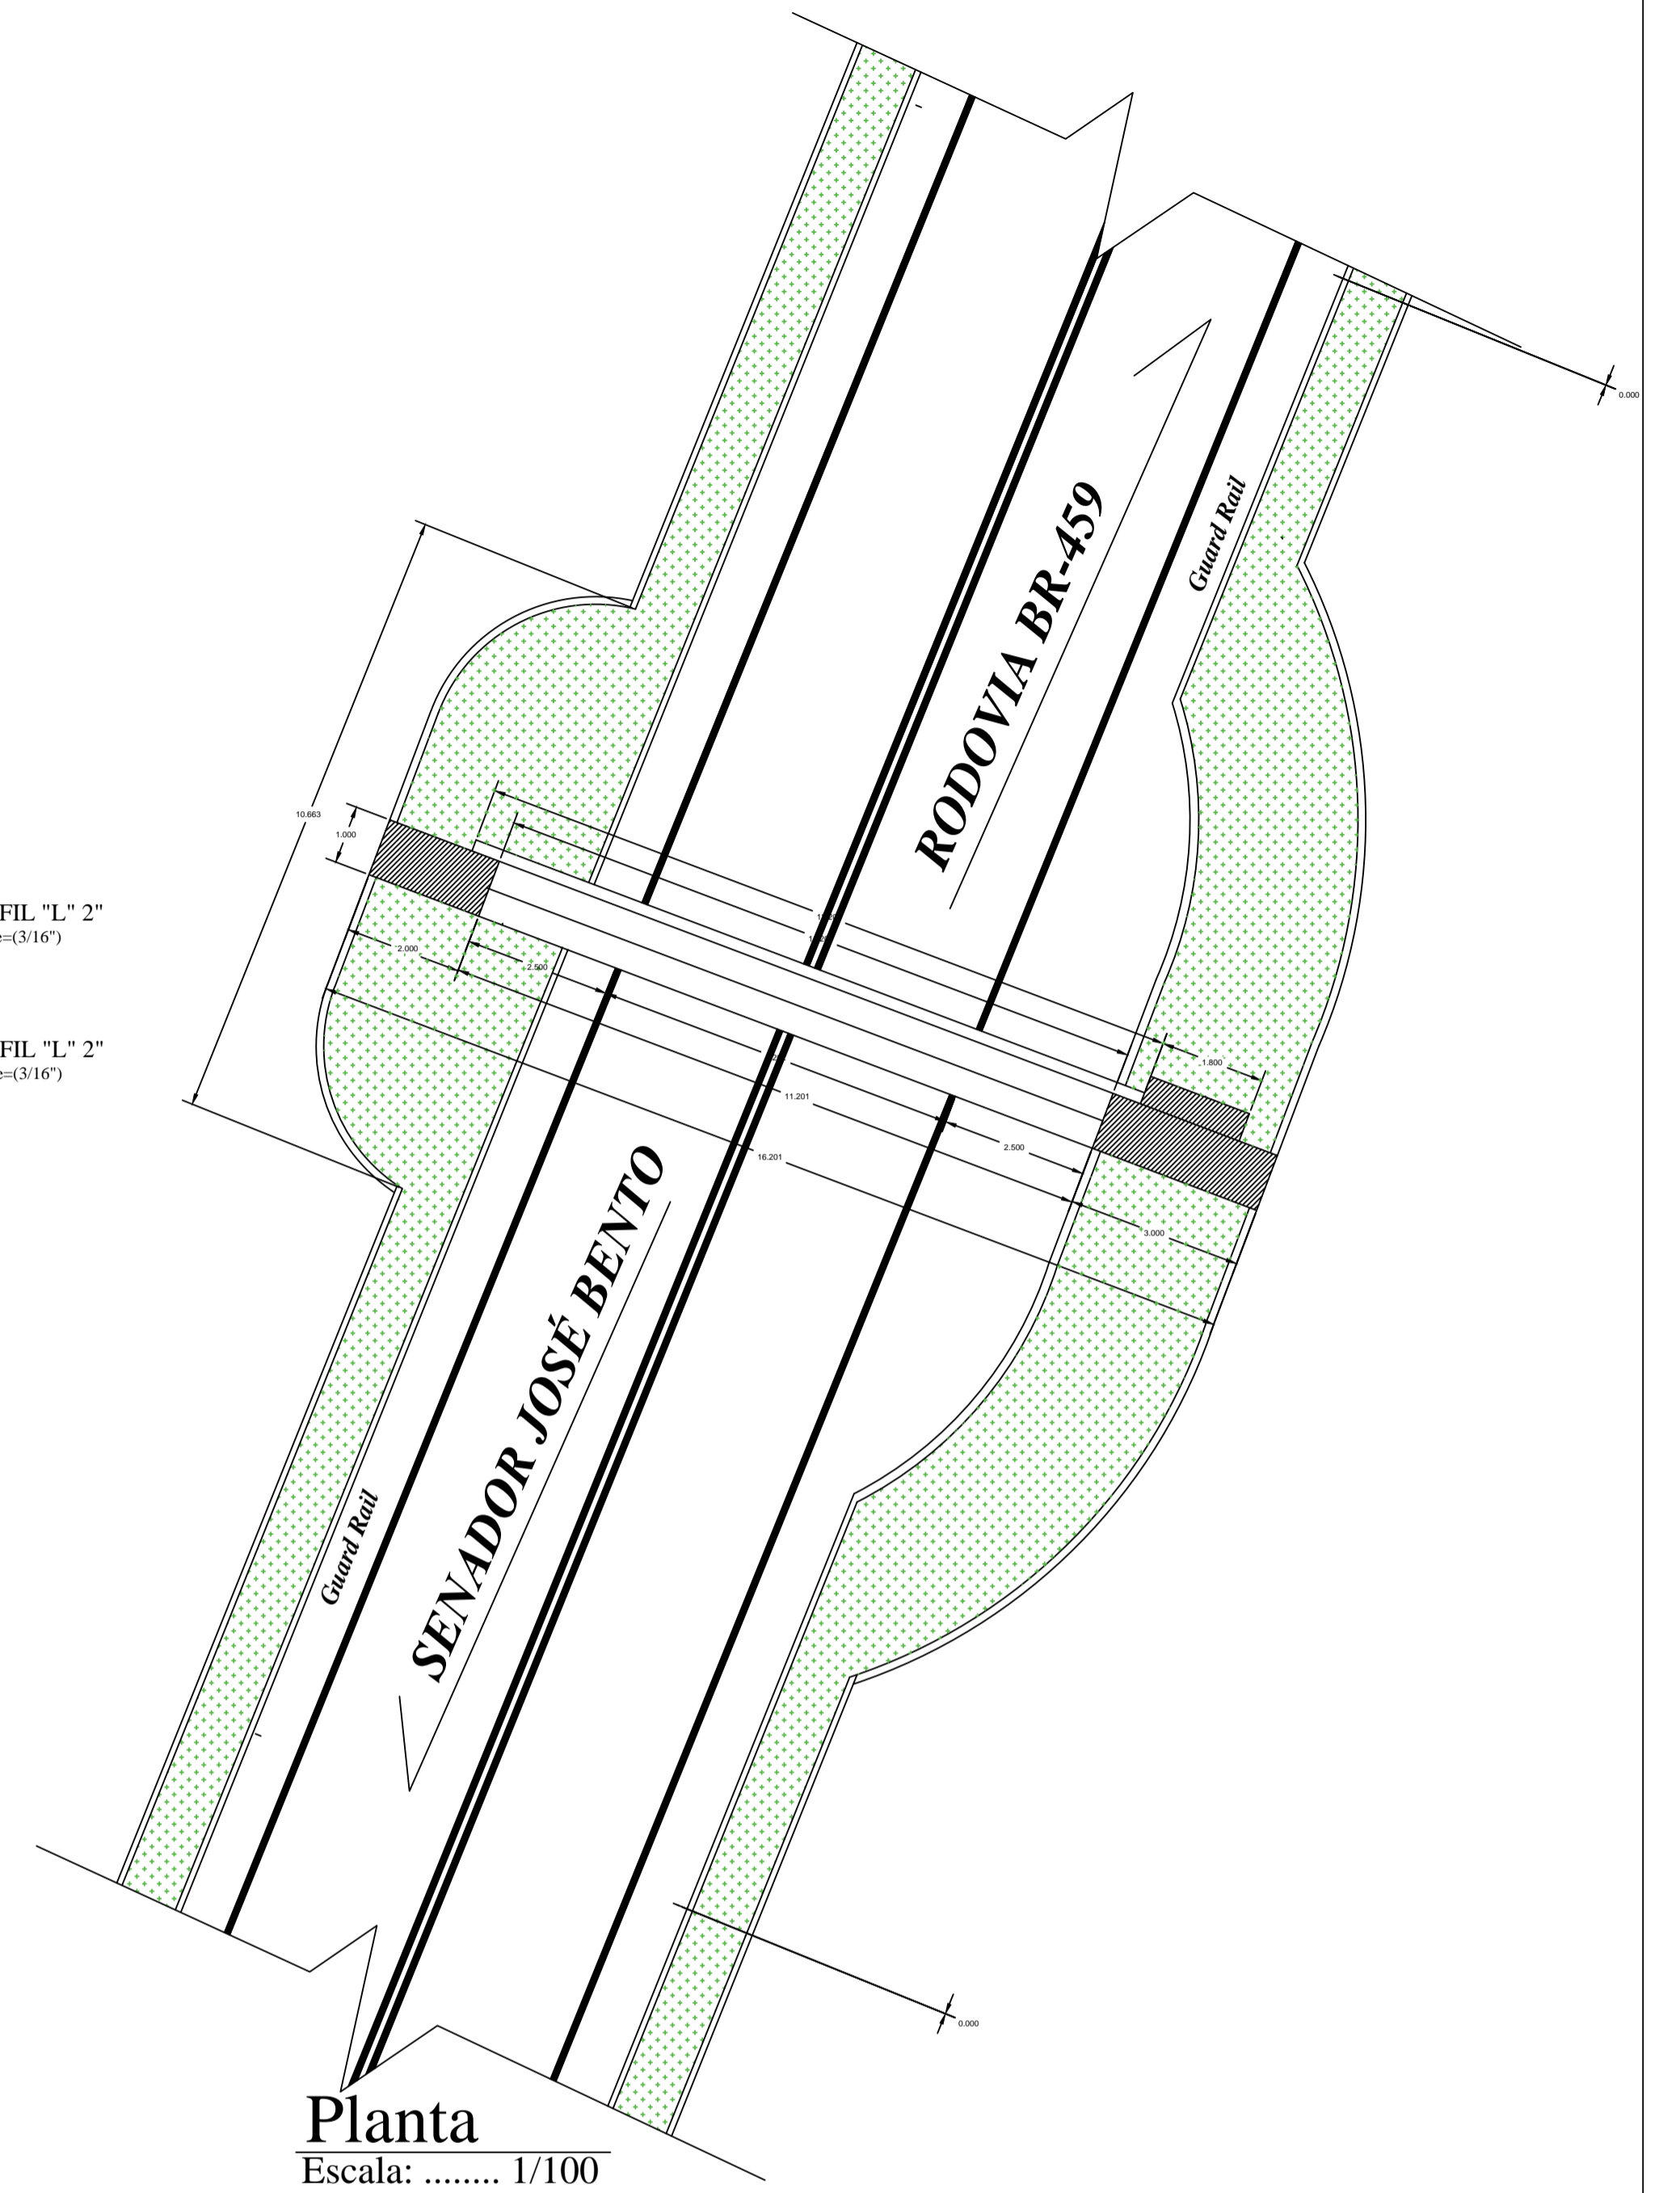 0.000
RODOVIA BR-459
Guard Rail
10.663
1.000
FIL "L" 2"
e=(3/16")
2.000
2.500
FIL "L" 2"
e=(3/16")
1.800
11.201
2.500
16.201
3.000
SENADOR JOSÉ BENTO
Guard Rail
0.000
Planta
Escala: ........ 1/100